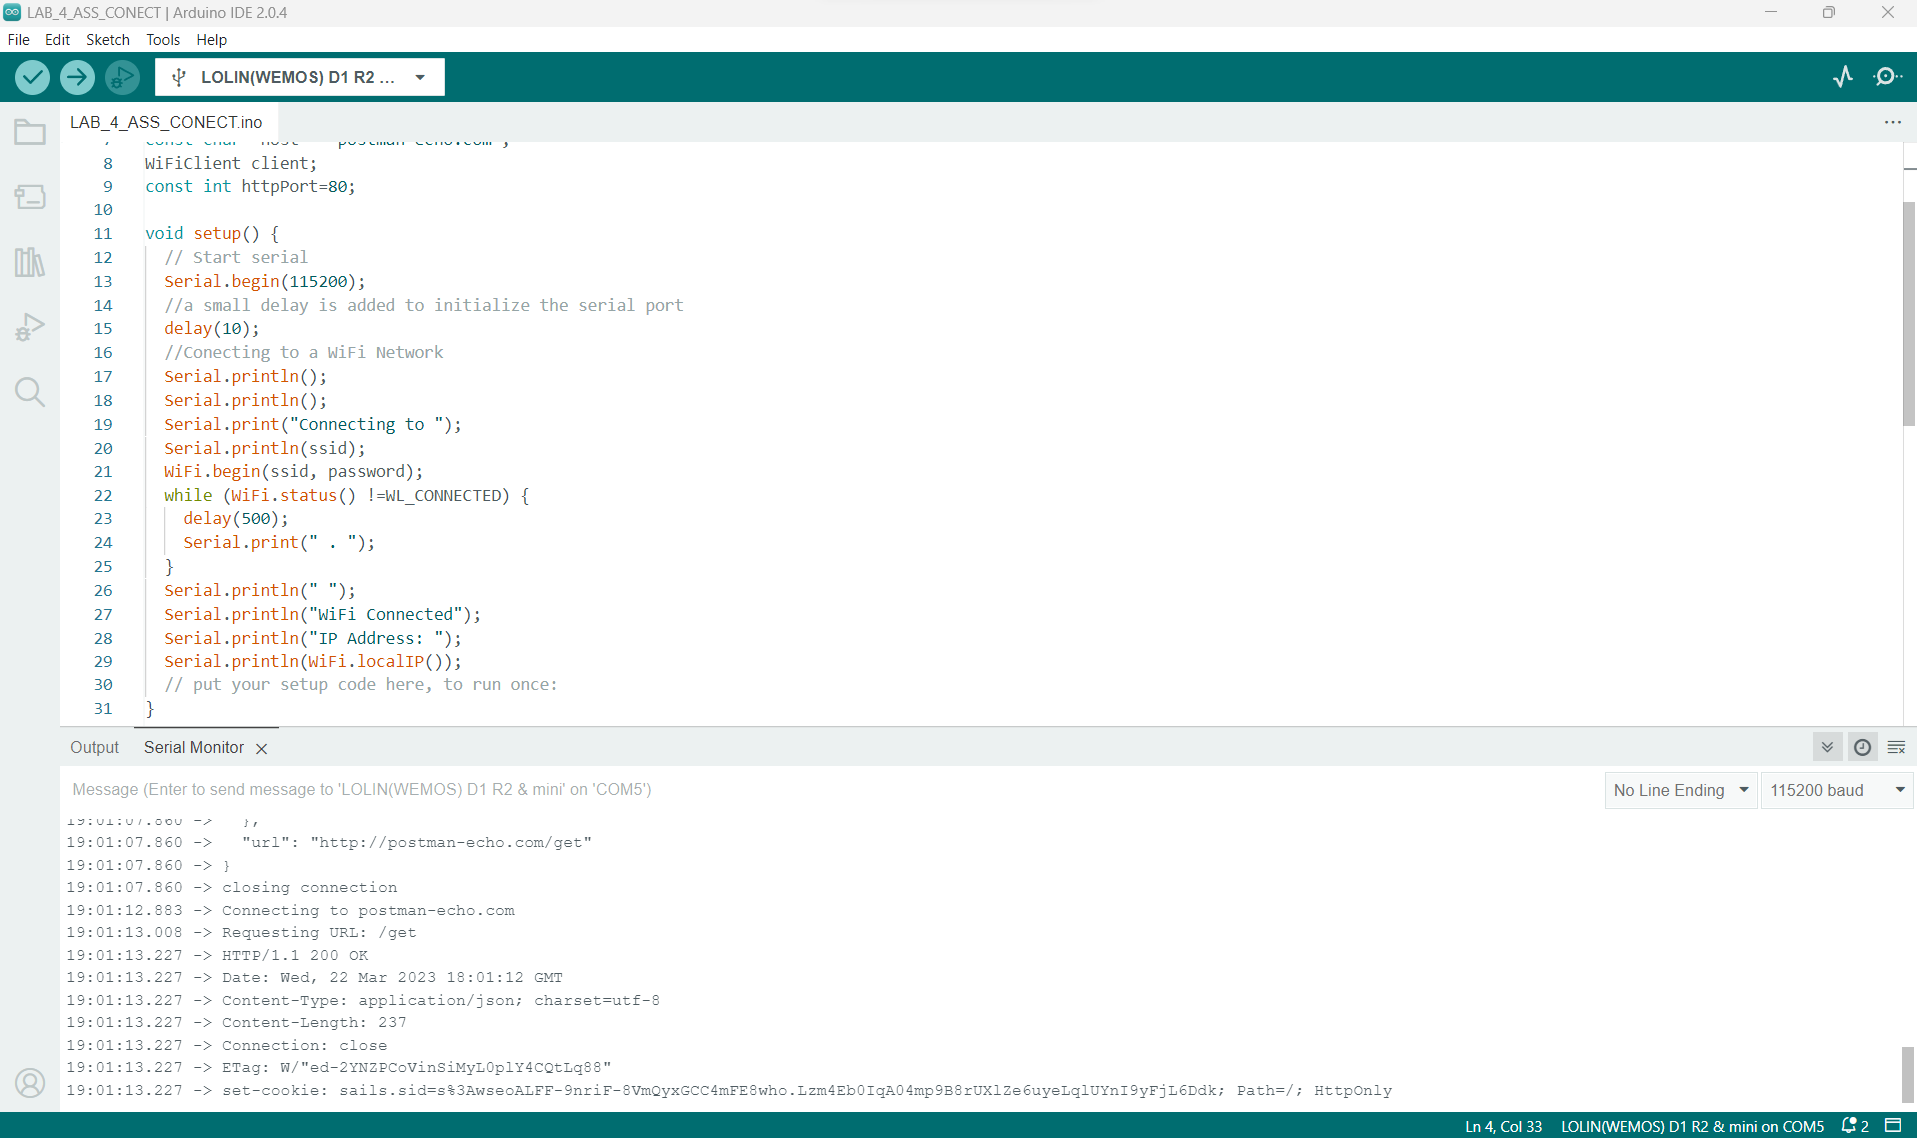 LAB_4_ASS_CONECT | Arduino IDE 2.0.4
File Edit Sketch Tools Help
LOLIN(WEMOS) D1 R2 ...
LAB_4_ASS_CONECT.ino
8 WiFiClient client;
9 const int httpPort=80;
10
11 void setup() {
12 // Start serial
13 Serial.begin(115200);
14 //a small delay is added to initialize the serial port
15 delay(10);
16 //Conecting to a WiFi Network
17 Serial.println();
18 Serial.println();
19 Serial.print("Connecting to ");
20 Serial.println(ssid);
21 WiFi.begin(ssid, password);
22 while (WiFi.status() !=WL_CONNECTED) {
23 delay(500);
24 Serial.print(" . ");
25 }
26 Serial.println(" ");
27 Serial.println("WiFi Connected");
28 Serial.println("IP Address: ");
29 Serial.println(WiFi.localIP());
30 // put your setup code here, to run once:
31 }
Output Serial Monitor
Message (Enter to send message to 'LOLIN(WEMOS) D1 R2 & mini' on 'COM5')
No Line Ending 115200 baud
19:01:07.860 -> },
19:01:07.860 -> "url": "http://postman-echo.com/get"
19:01:07.860 -> }
19:01:07.860 -> closing connection
19:01:12.883 -> Connecting to postman-echo.com
19:01:13.008 -> Requesting URL: /get
19:01:13.227 -> HTTP/1.1 200 OK
19:01:13.227 -> Date: Wed, 22 Mar 2023 18:01:12 GMT
19:01:13.227 -> Content-Type: application/json; charset=utf-8
19:01:13.227 -> Content-Length: 237
19:01:13.227 -> Connection: close
19:01:13.227 -> ETag: W/"ed-2YNZPCoVinSiMyL0plY4CQtLq88"
19:01:13.227 -> set-cookie: sails.sid=s%3AwseoALFF-9nriF-8VmQyxGCC4mFE8who.Lzm4Eb0IqA04mp9B8rUXlZe6uyeLqlUYnI9yFjL6Ddk; Path=/; HttpOnly
Ln 4, Col 33 LOLIN(WEMOS) D1 R2 & mini on COM5 2